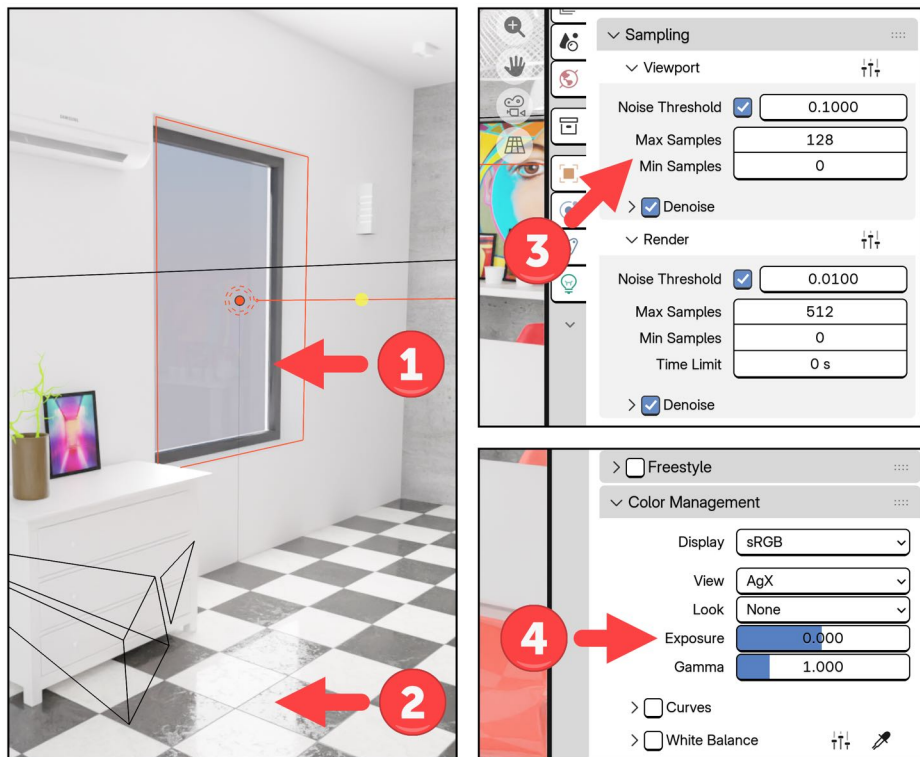 SAMSUNG
1
2
Sampling
Viewport
Noise Threshold 0.1000
Max Samples 128
Min Samples 0
Denoise
3
Render
Noise Threshold 0.0100
Max Samples 512
Min Samples 0
Time Limit 0 s
Denoise
Freestyle
Color Management
Display sRGB
View AgX
Look None
4
Exposure 0.000
Gamma 1.000
Curves
White Balance